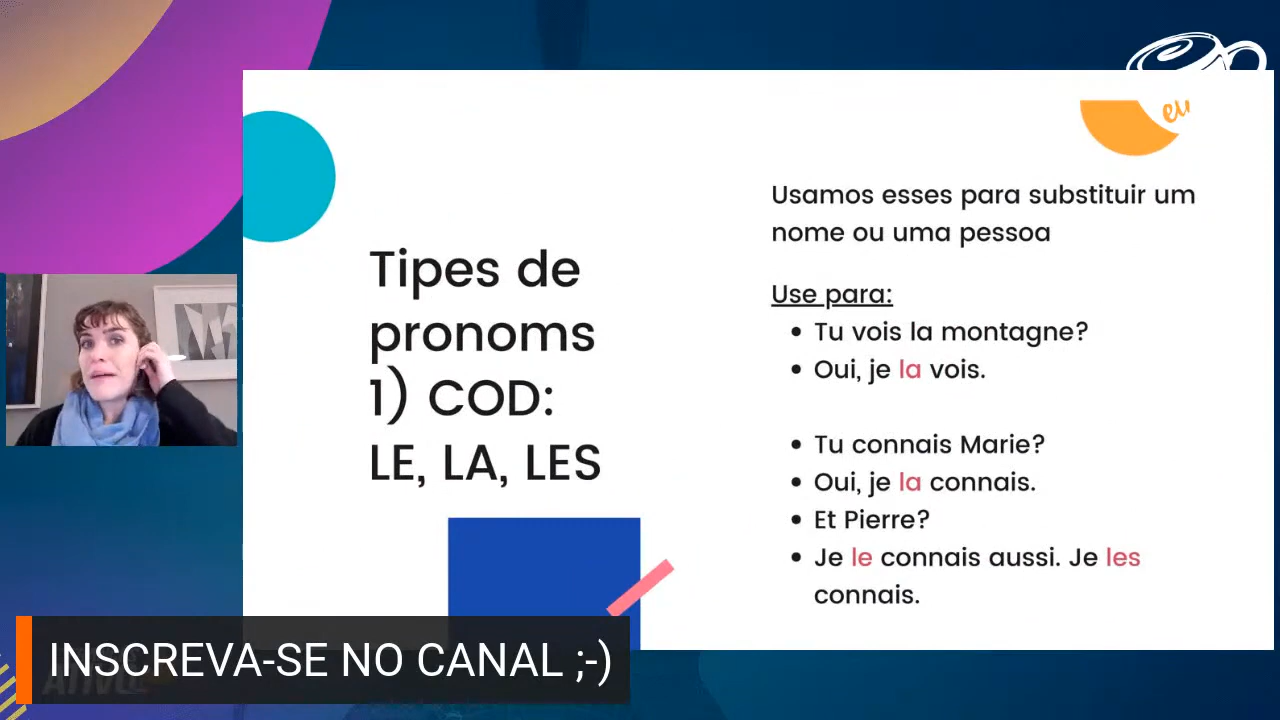 Tipes de
pronoms
1) COD:
LE, LA, LES
eu
Usamos esses para substituir um
nome ou uma pessoa
Use para:
• Tu vois la montagne?
• Oui, je la vois.
• Tu connais Marie?
• Oui, je la connais.
• Et Pierre?
• Je le connais aussi. Je les
connais.
INSCREVA-SE NO CANAL ;-)